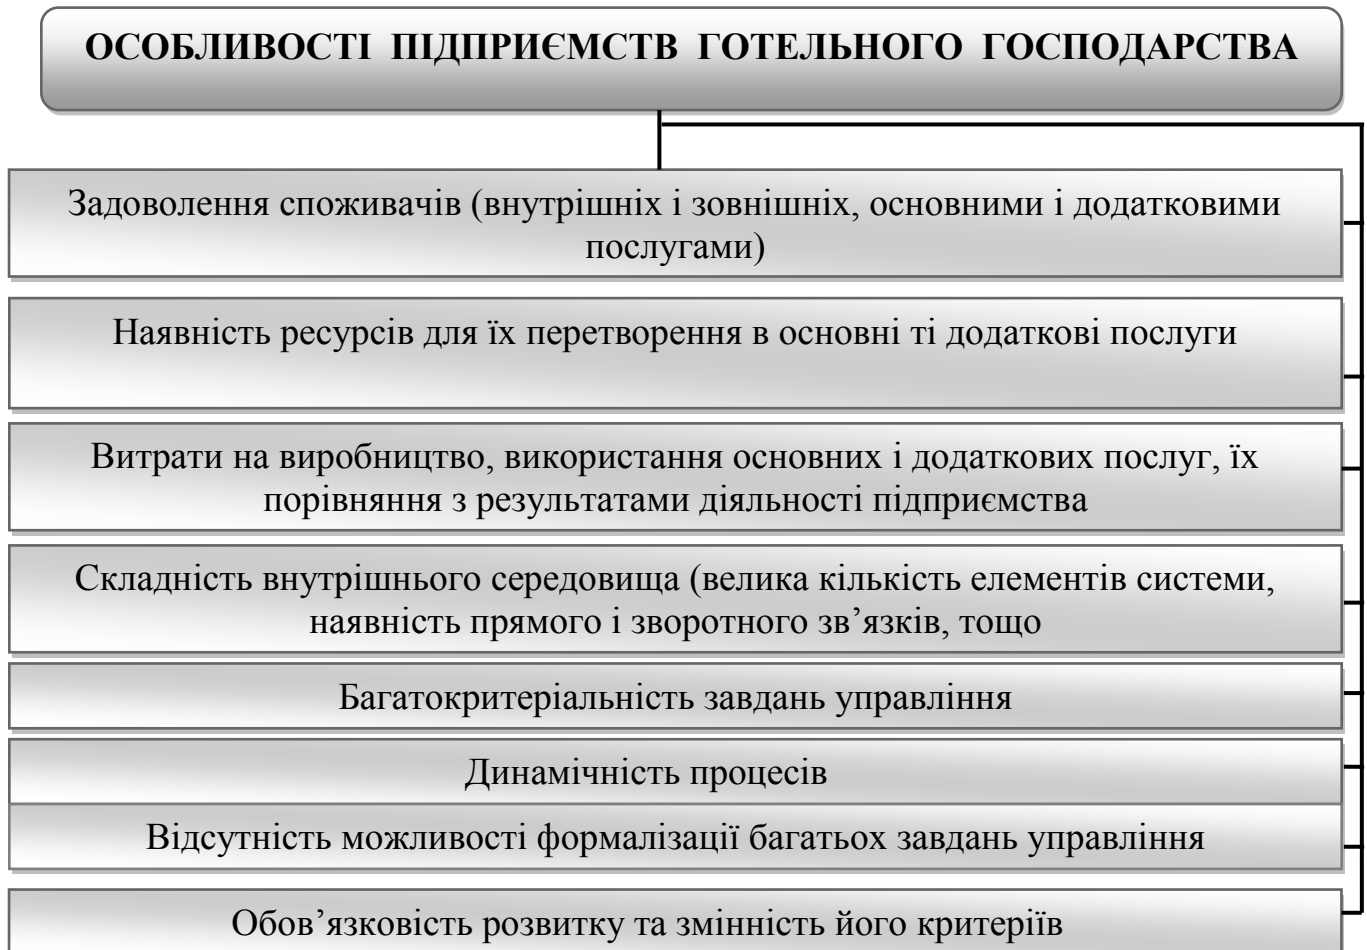 ОСОБЛИВОСТІ ПІДПРИЄМСТВ ГОТЕЛЬНОГО ГОСПОДАРСТВА
Задоволення споживачів (внутрішніх і зовнішніх, основними і додатковими
послугами)
Наявність ресурсів для їх перетворення в основні ті додаткові послуги
Витрати на виробництво, використання основних і додаткових послуг, їх
порівняння з результатами діяльності підприємства
Складність внутрішнього середовища (велика кількість елементів системи,
наявність прямого і зворотного зв’язків, тощо
Багатокритеріальність завдань управління
Динамічність процесів
Відсутність можливості формалізації багатьох завдань управління
Обов’язковість розвитку та змінність його критеріїв